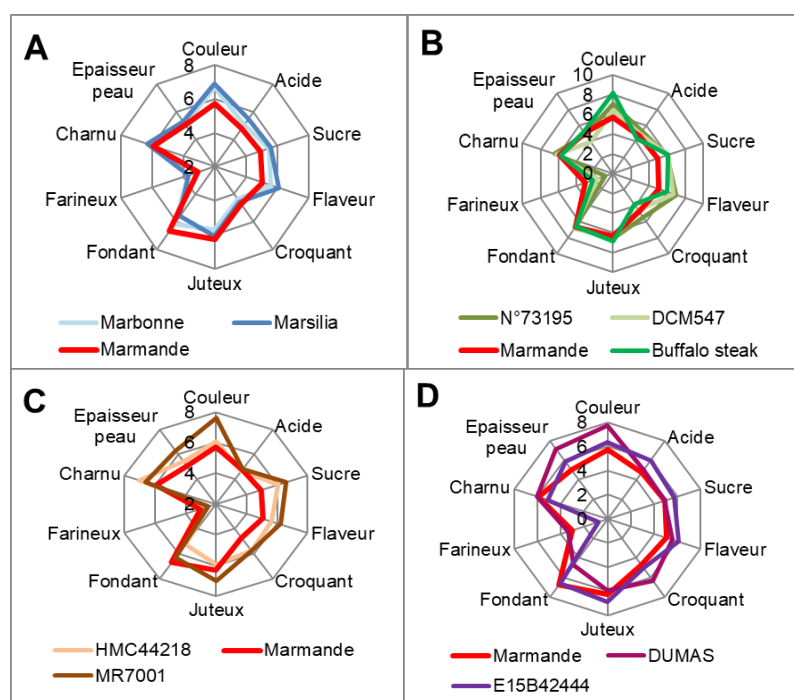 A
Couleur
8
6
4
2
Acide
Sucre
Flaveur
Croquant
Juteux
Fondant
Farineux
Charnu
Epaisseur
peau
Marbonne
Marsilia
Marmande
B
Couleur
10
8
6
4
2
0
Acide
Sucre
Flaveur
Croquant
Juteux
Fondant
Farineux
Charnu
Epaisseur
peau
N°73195
DCM547
Marmande
Buffalo steak
C
Couleur
8
6
4
2
Acide
Sucre
Flaveur
Croquant
Juteux
Fondant
Farineux
Charnu
Epaisseur
peau
HMC44218
Marmande
MR7001
D
Couleur
8
6
4
2
0
Acide
Sucre
Flaveur
Croquant
Juteux
Fondant
Farineux
Charnu
Epaisseur
peau
Marmande
DUMAS
E15B42444